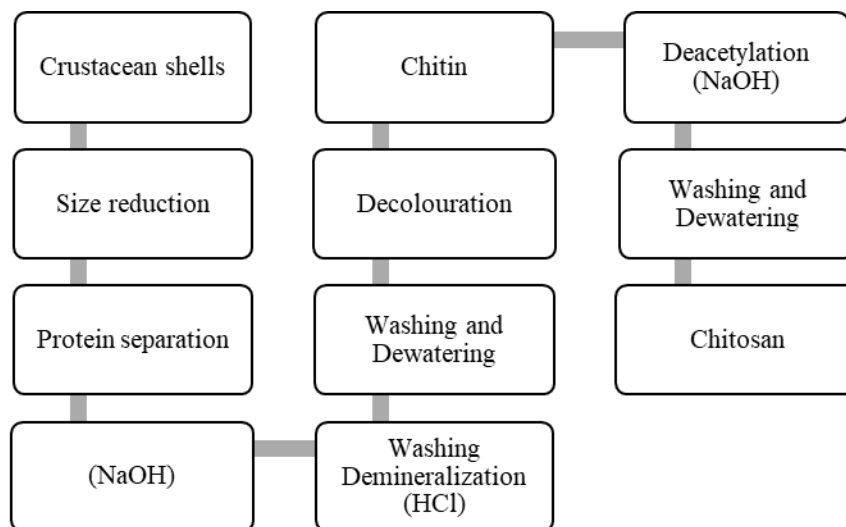 Crustacean shells
Size reduction
Protein separation
(NaOH)
Washing
Demineralization
(HCl)
Washing and
Dewatering
Decolouration
Chitin
Deacetylation
(NaOH)
Washing and
Dewatering
Chitosan